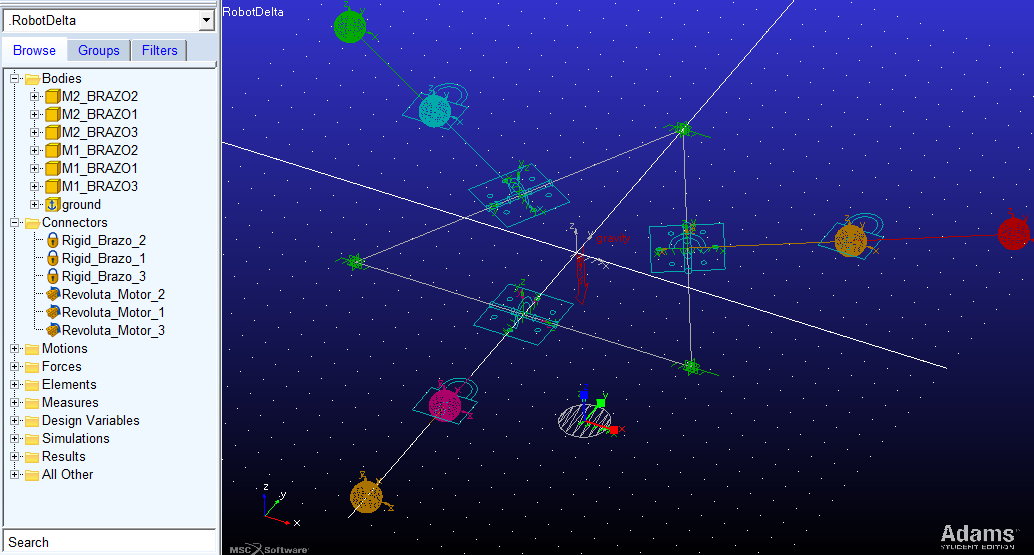 .RobotDelta
Browse
Groups
Filters
Bodies
M2_BRAZO2
M2_BRAZO1
M2_BRAZO3
M1_BRAZO2
M1_BRAZO1
M1_BRAZO3
ground
Connectors
Rigid_Brazo_2
Rigid_Brazo_1
Rigid_Brazo_3
Revoluta_Motor_2
Revoluta_Motor_1
Revoluta_Motor_3
Motions
Forces
Elements
Measures
Design Variables
Simulations
Results
All Other
Search
RobotDelta
gravity
z
y
x
MSC Software
Adams
STUDENT EDITION